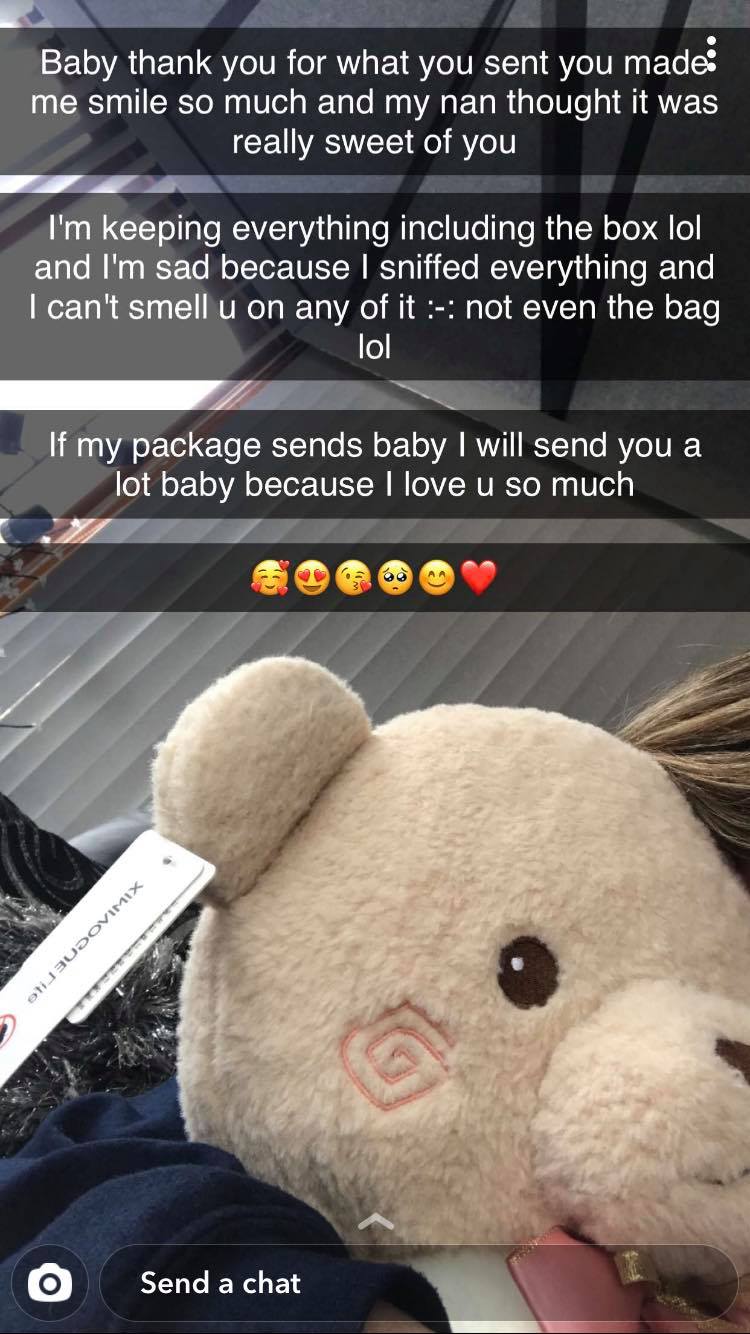 Baby thank you for what you sent you made
me smile so much and my nan thought it was
really sweet of you
I'm keeping everything including the box lol
and I'm sad because I sniffed everything and
I can't smell u on any of it :-: not even the bag
lol
If my package sends baby I will send you a
lot baby because I love u so much
🥰😍😘🥺😊❤️
XIMIVOGUE Life
Send a chat